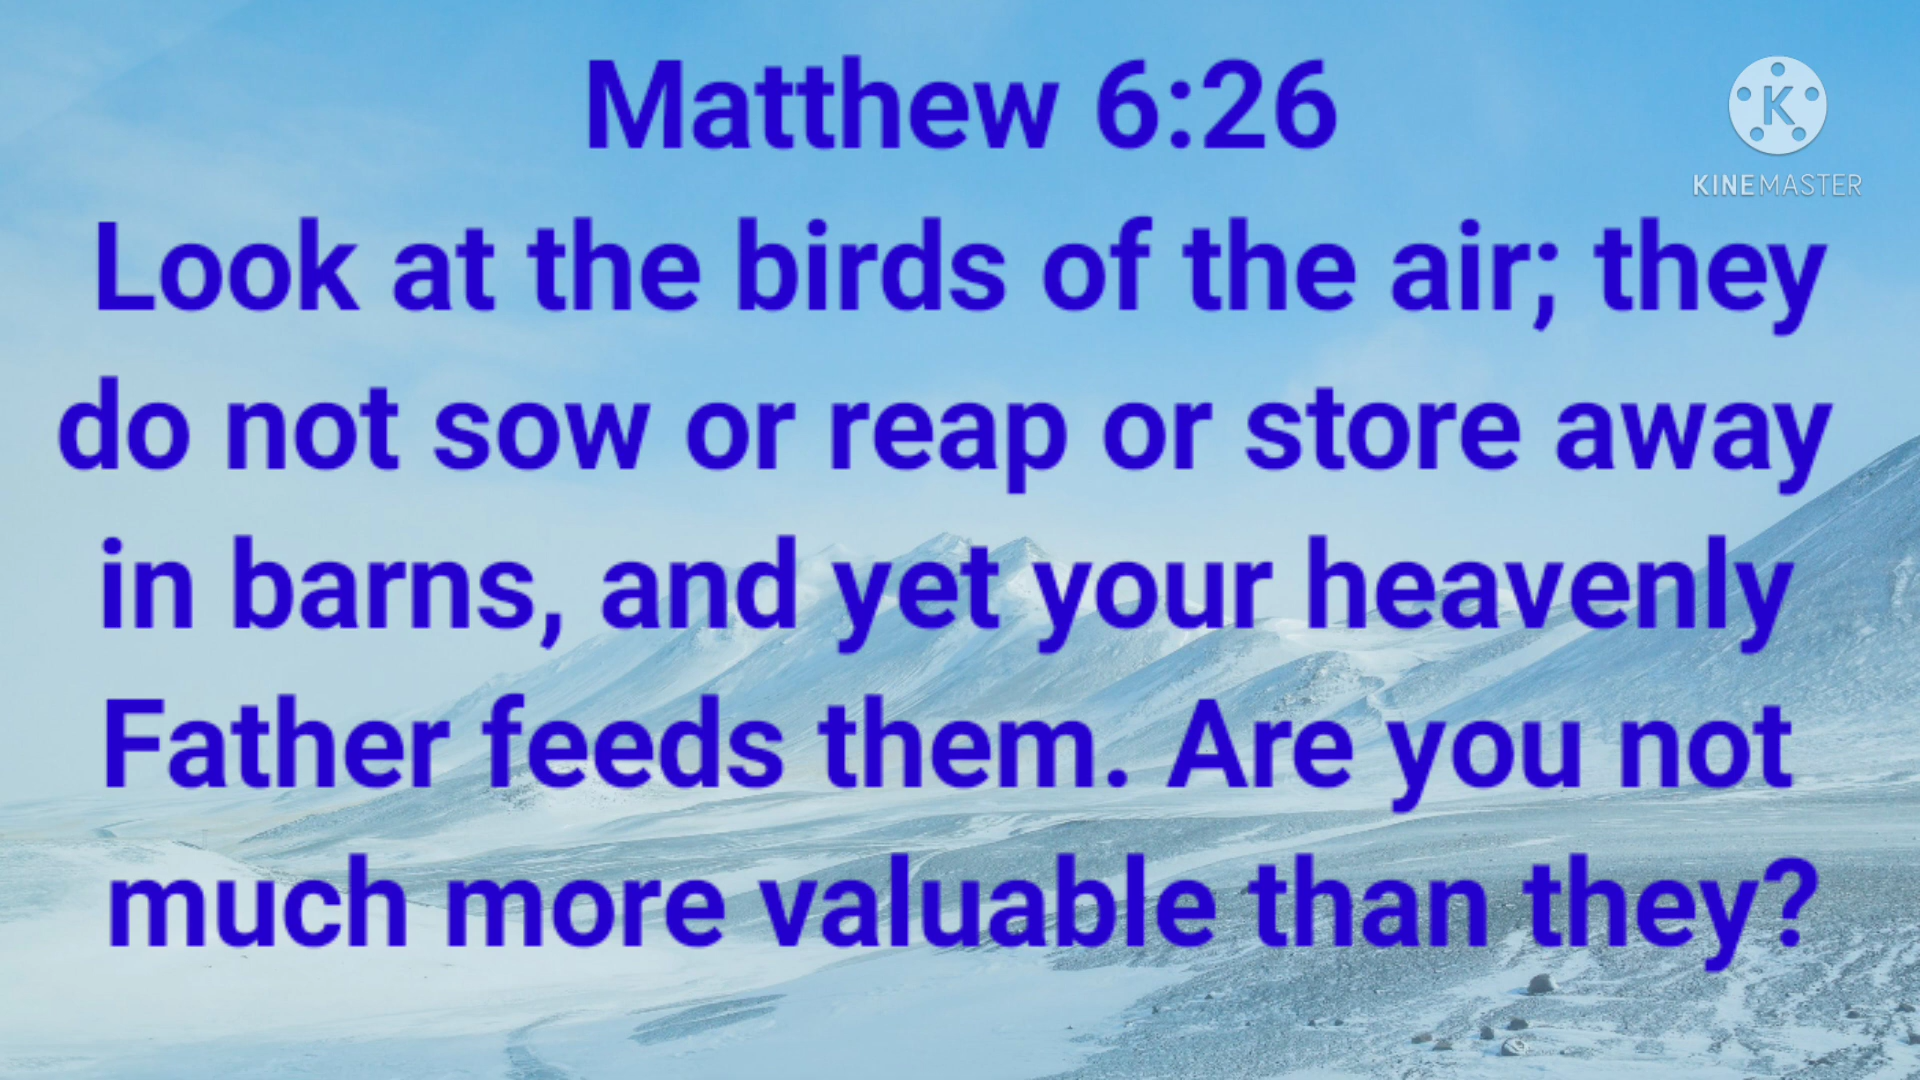 Matthew 6:26
K
KINEMASTER
Look at the birds of the air; they
do not sow or reap or store away
in barns, and yet your heavenly
Father feeds them. Are you not
much more valuable than they?